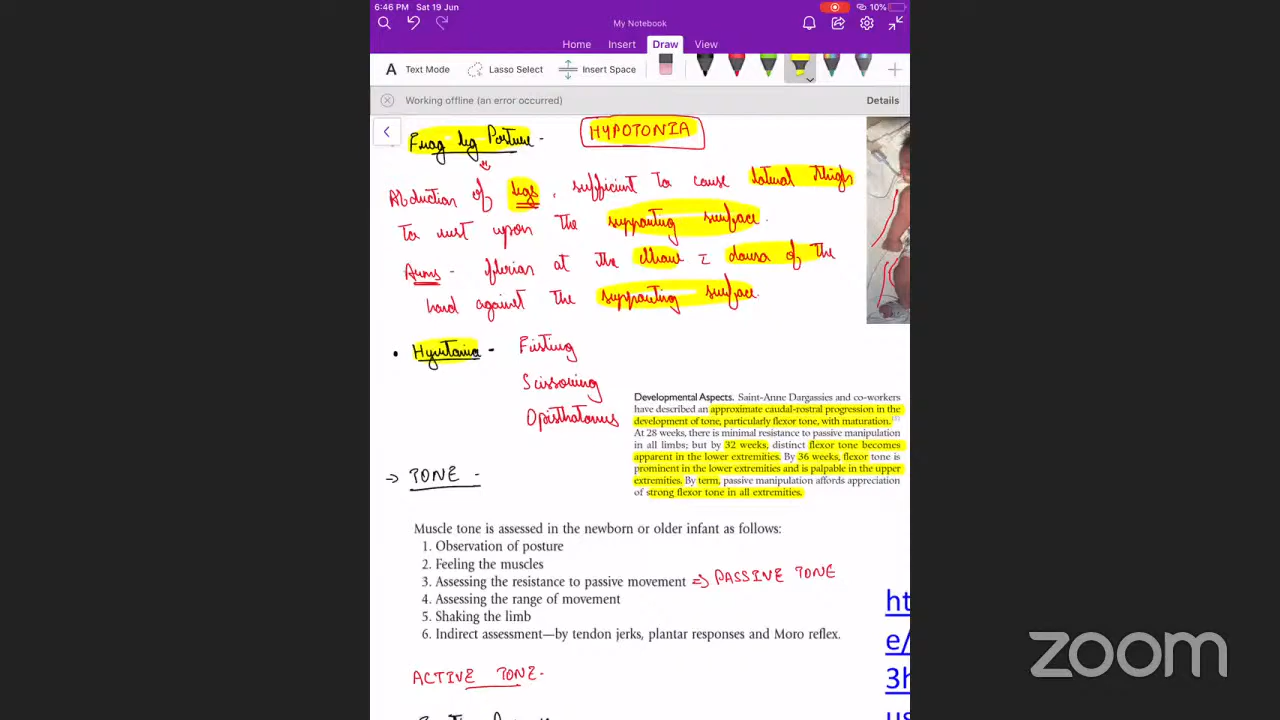 6:46 PM Sat 19 Jun
10%
My Notebook
Home Insert Draw View
Text Mode Lasso Select Insert Space
Working offline (an error occurred) Details
Frog leg Posture -
HYPOTONIA
Abduction of legs, sufficient to cause lateral thigh
to rest upon the supporting surface.
Arms - flexion at the elbow c dorsa of the
hand against the supporting surface.
• Hypertonia - Fisting
Scissoring
Opisthotonus
Developmental Aspects. Saint-Anne Dargassies and co-workers
have described an approximate caudal-rostral progression in the
development of tone, particularly flexor tone, with maturation.
At 28 weeks, there is minimal resistance to passive manipulation
in all limbs; but by 32 weeks, distinct flexor tone becomes
apparent in the lower extremities. By 36 weeks, flexor tone is
prominent in the lower extremities and is palpable in the upper
extremities. By term, passive manipulation affords appreciation
of strong flexor tone in all extremities.
→ TONE -
Muscle tone is assessed in the newborn or older infant as follows:
1. Observation of posture
2. Feeling the muscles
3. Assessing the resistance to passive movement ⇒ PASSIVE TONE
4. Assessing the range of movement
5. Shaking the limb
6. Indirect assessment—by tendon jerks, plantar responses and Moro reflex.
ACTIVE TONE -
ht
e/
3h
us
zoom